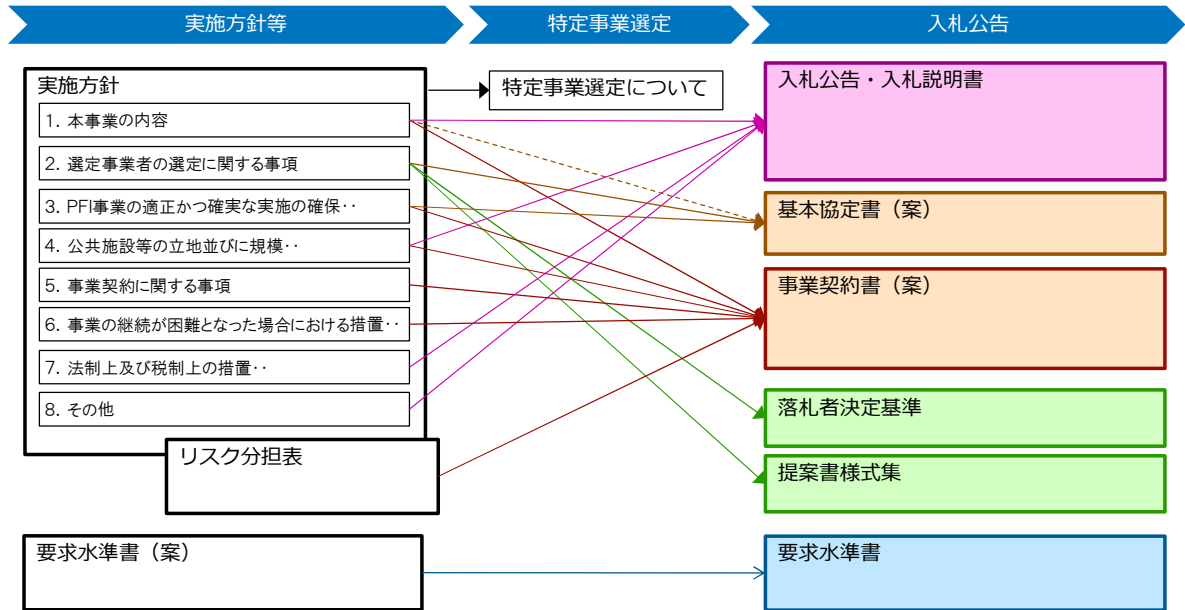 実施方針等
特定事業選定
入札公告
実施方針
1. 本事業の内容
2. 選定事業者の選定に関する事項
3. PFI事業の適正かつ確実な実施の確保‥
4. 公共施設等の立地並びに規模‥
5. 事業契約に関する事項
6. 事業の継続が困難となった場合における措置‥
7. 法制上及び税制上の措置‥
8. その他
リスク分担表
要求水準書（案）
特定事業選定について
入札公告・入札説明書
基本協定書（案）
事業契約書（案）
落札者決定基準
提案書様式集
要求水準書